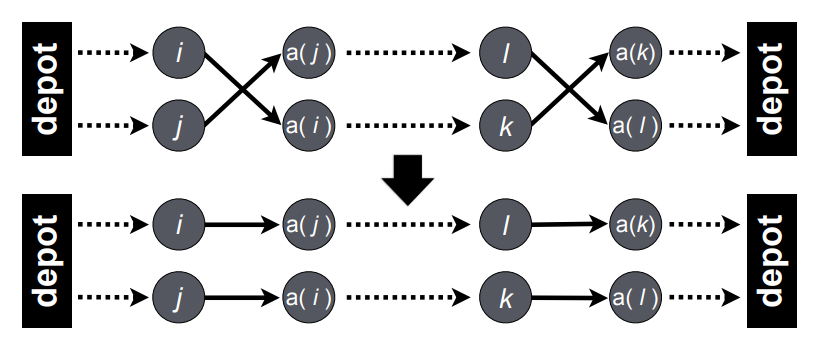 depot i a( j ) l a(k) depot
j a( i ) k a( l )
depot i a( j ) l a(k) depot
j a( i ) k a( l )